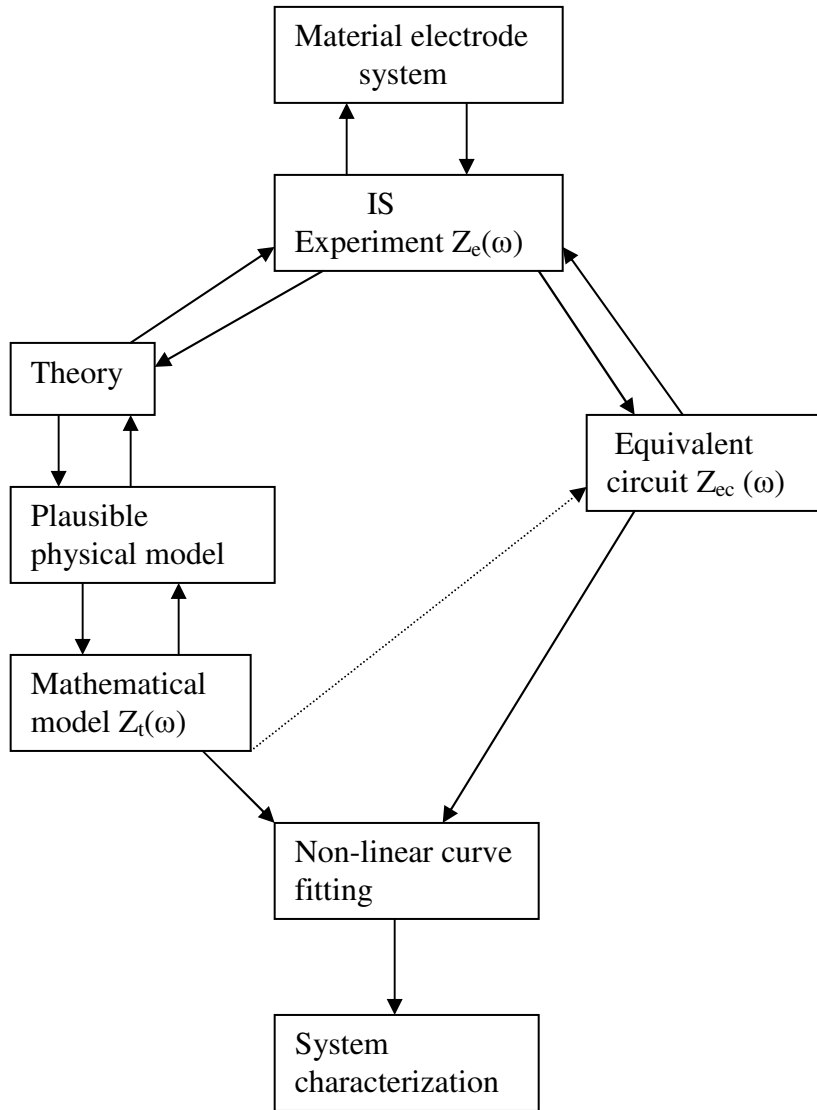 Material electrode
system
IS
Experiment Zₑ(ω)
Theory
Equivalent
circuit Z_ec (ω)
Plausible
physical model
Mathematical
model Zₜ(ω)
Non-linear curve
fitting
System
characterization